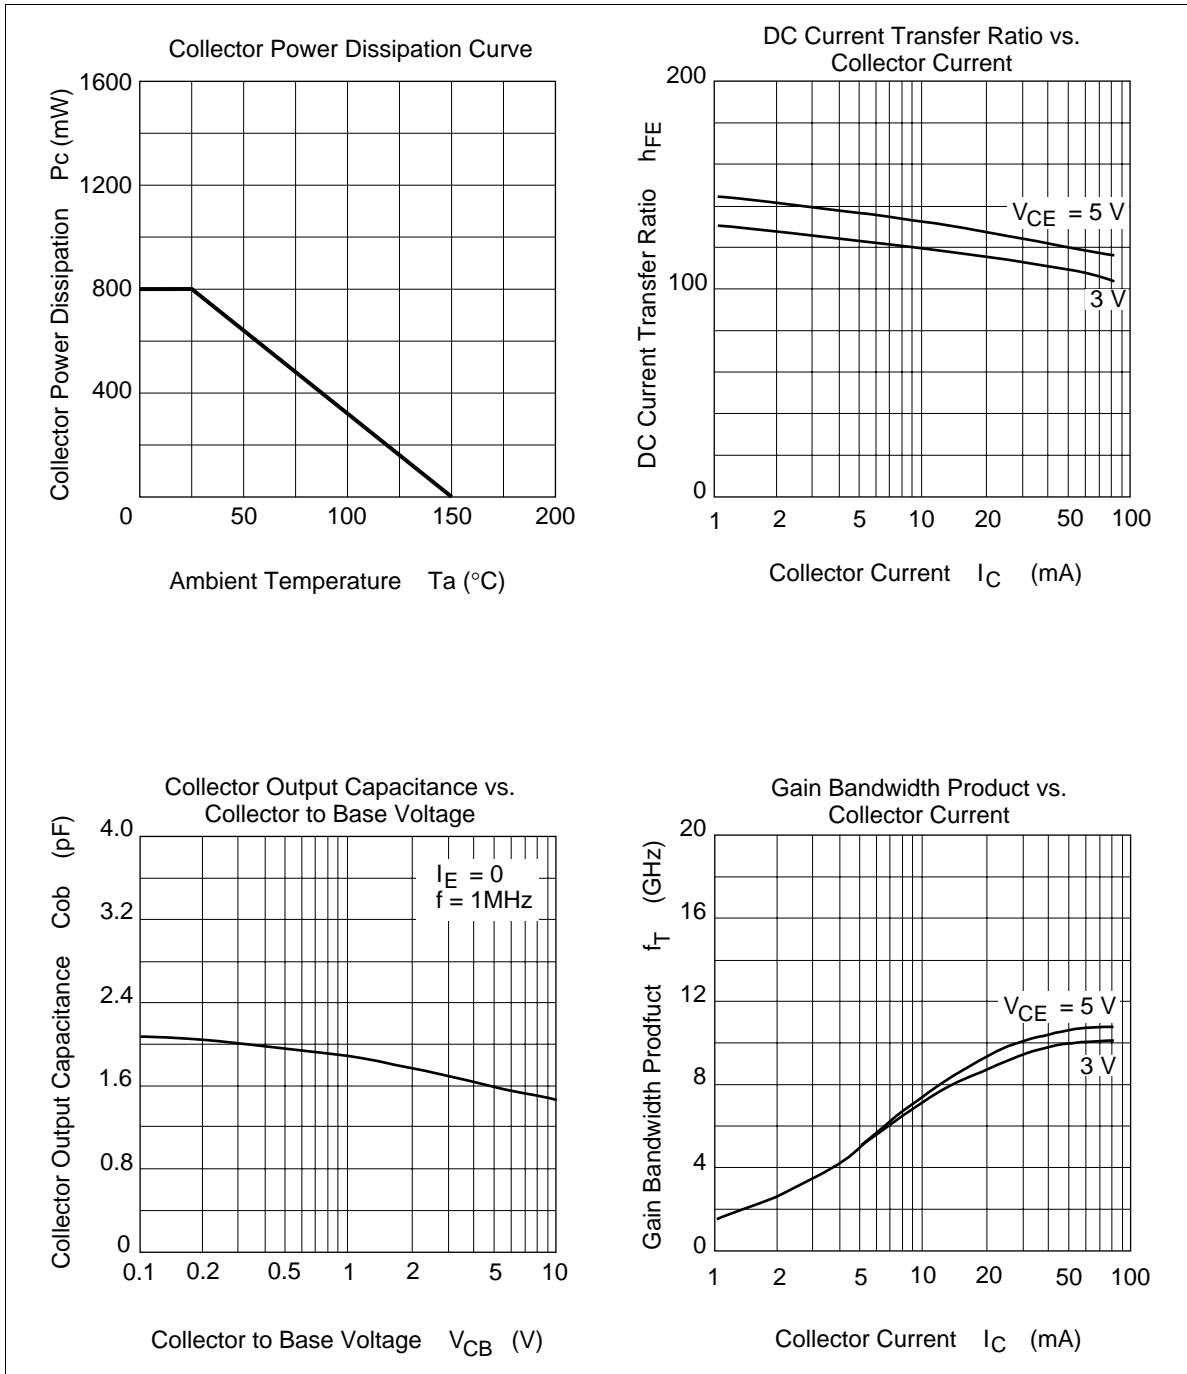 Collector Power Dissipation Curve
1600
1200
800
400
0 50 100 150 200
Collector Power Dissipation Pc (mW)
Ambient Temperature Ta (°C)
DC Current Transfer Ratio vs.
Collector Current
200
100
0
1 2 5 10 20 50 100
DC Current Transfer Ratio hFE
VCE = 5 V
3 V
Collector Current IC (mA)
Collector Output Capacitance vs.
Collector to Base Voltage
4.0
3.2
2.4
1.6
0.8
0
0.1 0.2 0.5 1 2 5 10
Collector Output Capacitance Cob (pF)
IE = 0
f = 1MHz
Collector to Base Voltage VCB (V)
Gain Bandwidth Product vs.
Collector Current
20
16
12
8
4
0
1 2 5 10 20 50 100
Gain Bandwidth Prodfuct fT (GHz)
VCE = 5 V
3 V
Collector Current IC (mA)